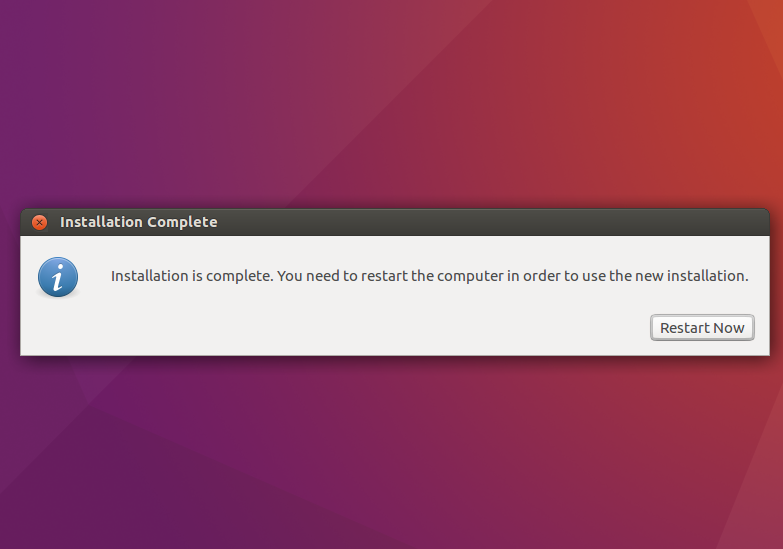 Installation Complete
Installation is complete. You need to restart the computer in order to use the new installation.
Restart Now